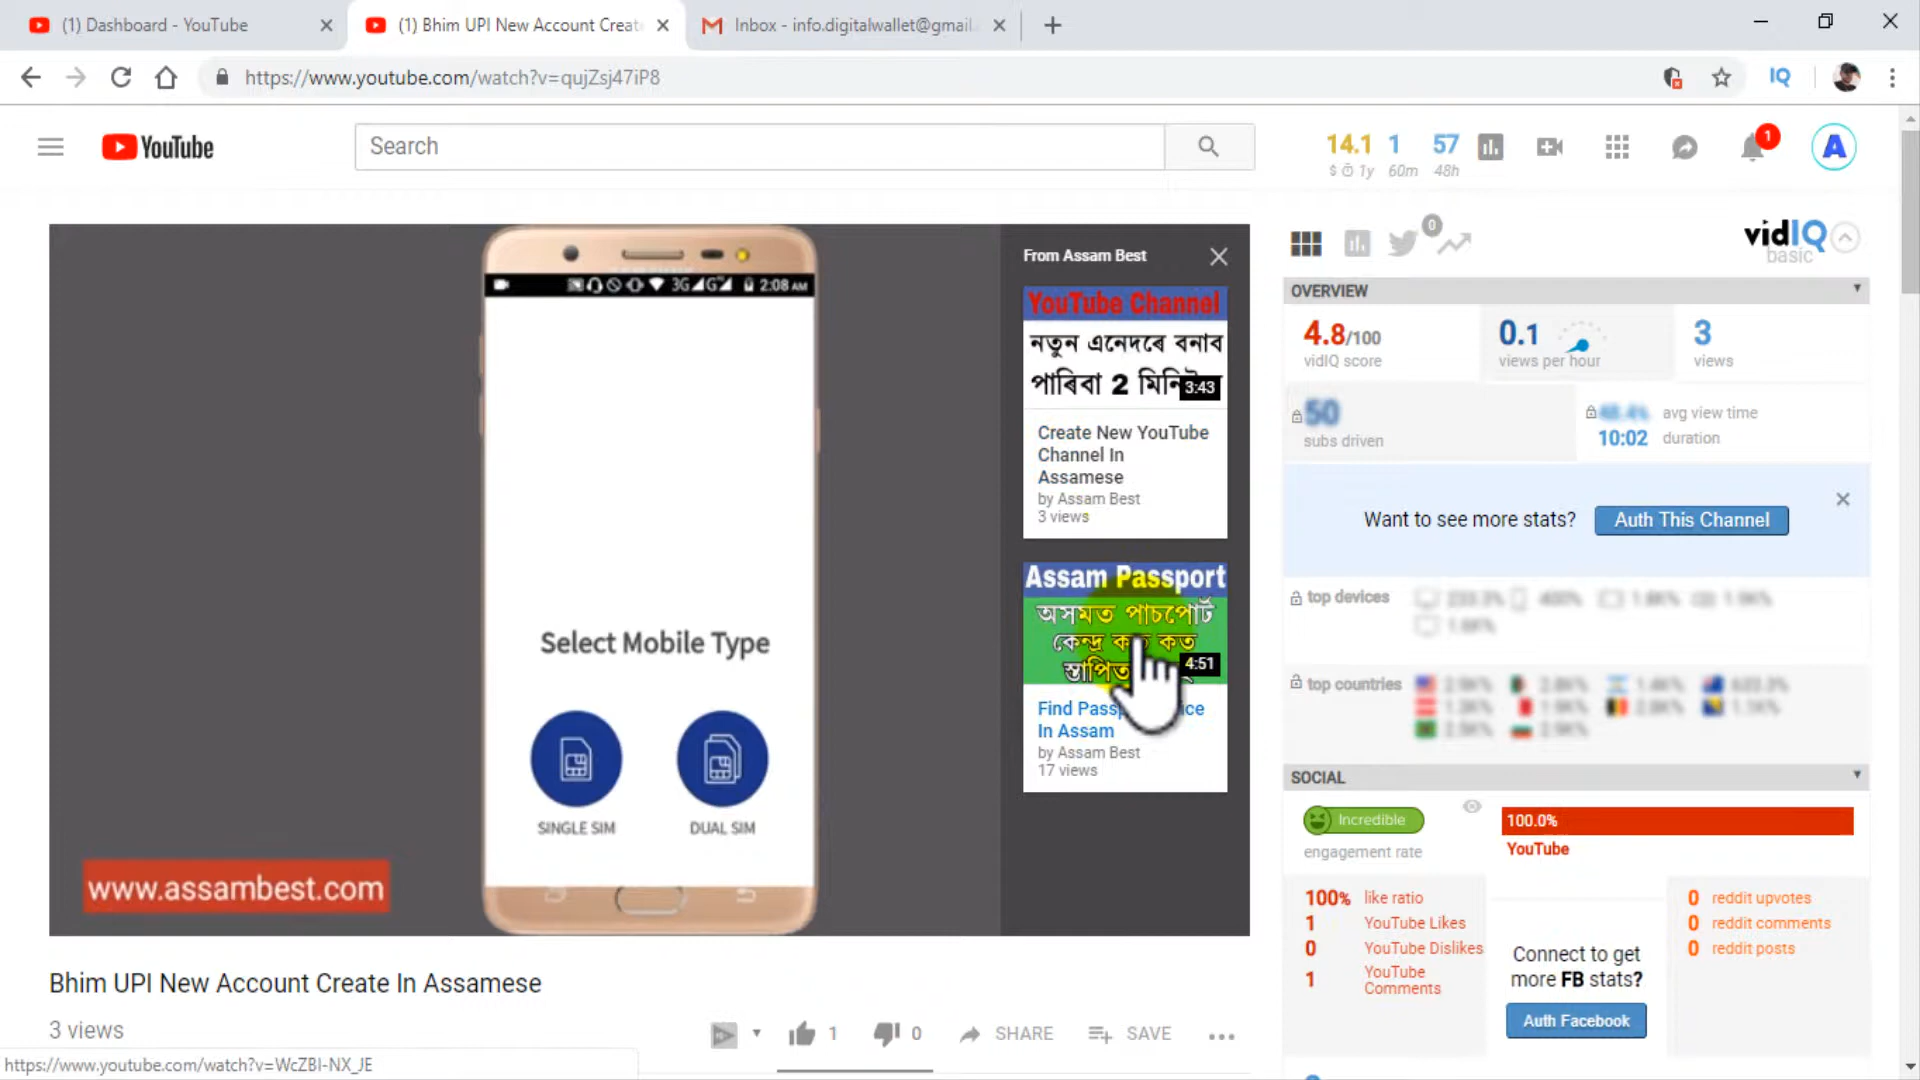 (1) Dashboard - YouTube
(1) Bhim UPI New Account Creat
Inbox - info.digitalwallet@gmail.
https://www.youtube.com/watch?v=qujZsj47iP8
IQ
YouTube
Search
14.1 1 57
$ 1y 60m 48h
1
A
3G G 2:08 AM
Select Mobile Type
SINGLE SIM DUAL SIM
www.assambest.com
From Assam Best
YouTube Channel
নতুন এনেদৰে বনাব
পাৰিবা 2
3:43
Create New YouTube
Channel In
Assamese
by Assam Best
3 views
Assam Passport
অসমত পাচপোৰ্ট
কেন্দ্ৰ কত কত
4:51
Find
In Assam
by Assam Best
17 views
0
vidIQ
basic
OVERVIEW
4.8/100
vidIQ score
0.1
views per hour
3
views
50
subs driven
avg view time
10:02 duration
Want to see more stats? Auth This Channel
top devices
top countries
SOCIAL
Incredible
engagement rate
100.0%
YouTube
100% like ratio
1 YouTube Likes
0 YouTube Dislikes
1 YouTube Comments
Connect to get
more FB stats?
Auth Facebook
0 reddit upvotes
0 reddit comments
0 reddit posts
Bhim UPI New Account Create In Assamese
3 views
1 0 SHARE SAVE
https://www.youtube.com/watch?v=WcZBI-NX_JE